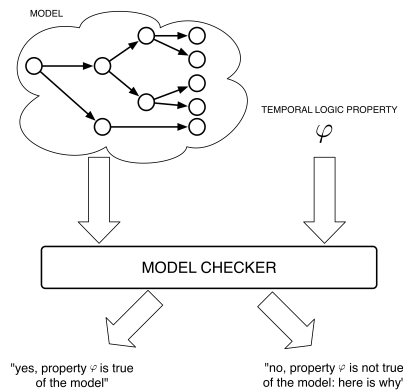 MODEL
TEMPORAL LOGIC PROPERTY
φ
MODEL CHECKER
"yes, property φ is true
of the model"
"no, property φ is not true
of the model: here is why'